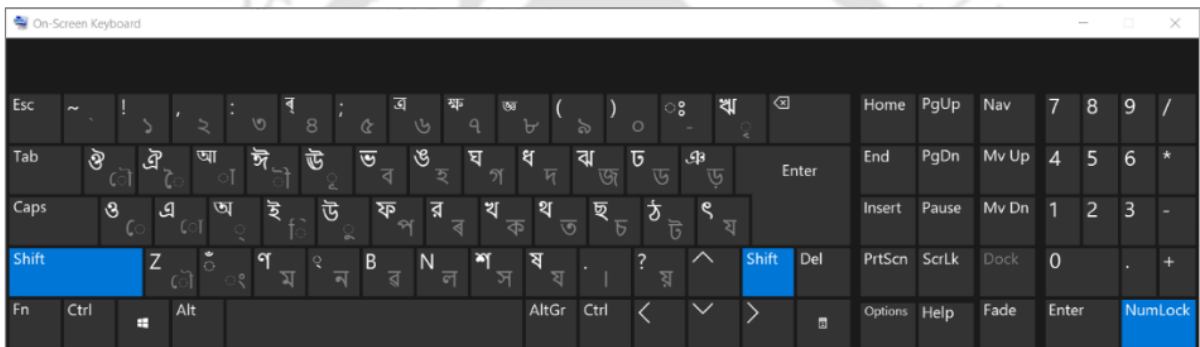 On-Screen Keyboard
Esc ~ ` ! ১ , ২ : ৩ ৰ্ ৪ ; ৫ ত্র ৬ ক্ষ ৭ জ্ঞ ৮ ( ৯ ) ০ ঃ - ঋ ৃ Home PgUp Nav 7 8 9 /
Tab ঔ ৌ ঐ ৈ আ া ঈ ী ঊ ূ ভ ব ঙ হ ঘ গ ধ দ ঝ জ ঢ ড ঞ ড় Enter End PgDn Mv Up 4 5 6 *
Caps ও ে এ ো অ ্ ই ি উ ু ফ প র ৰ খ ক থ ত ছ চ ঠ ট ৎ য Insert Pause Mv Dn 1 2 3 -
Shift Z ৌ ঁ ং ণ ম ন B ৱ N ল শ স ষ য . । ? য় Shift Del PrtScn ScrLk Dock 0 . +
Fn Ctrl Alt AltGr Ctrl Options Help Fade Enter NumLock